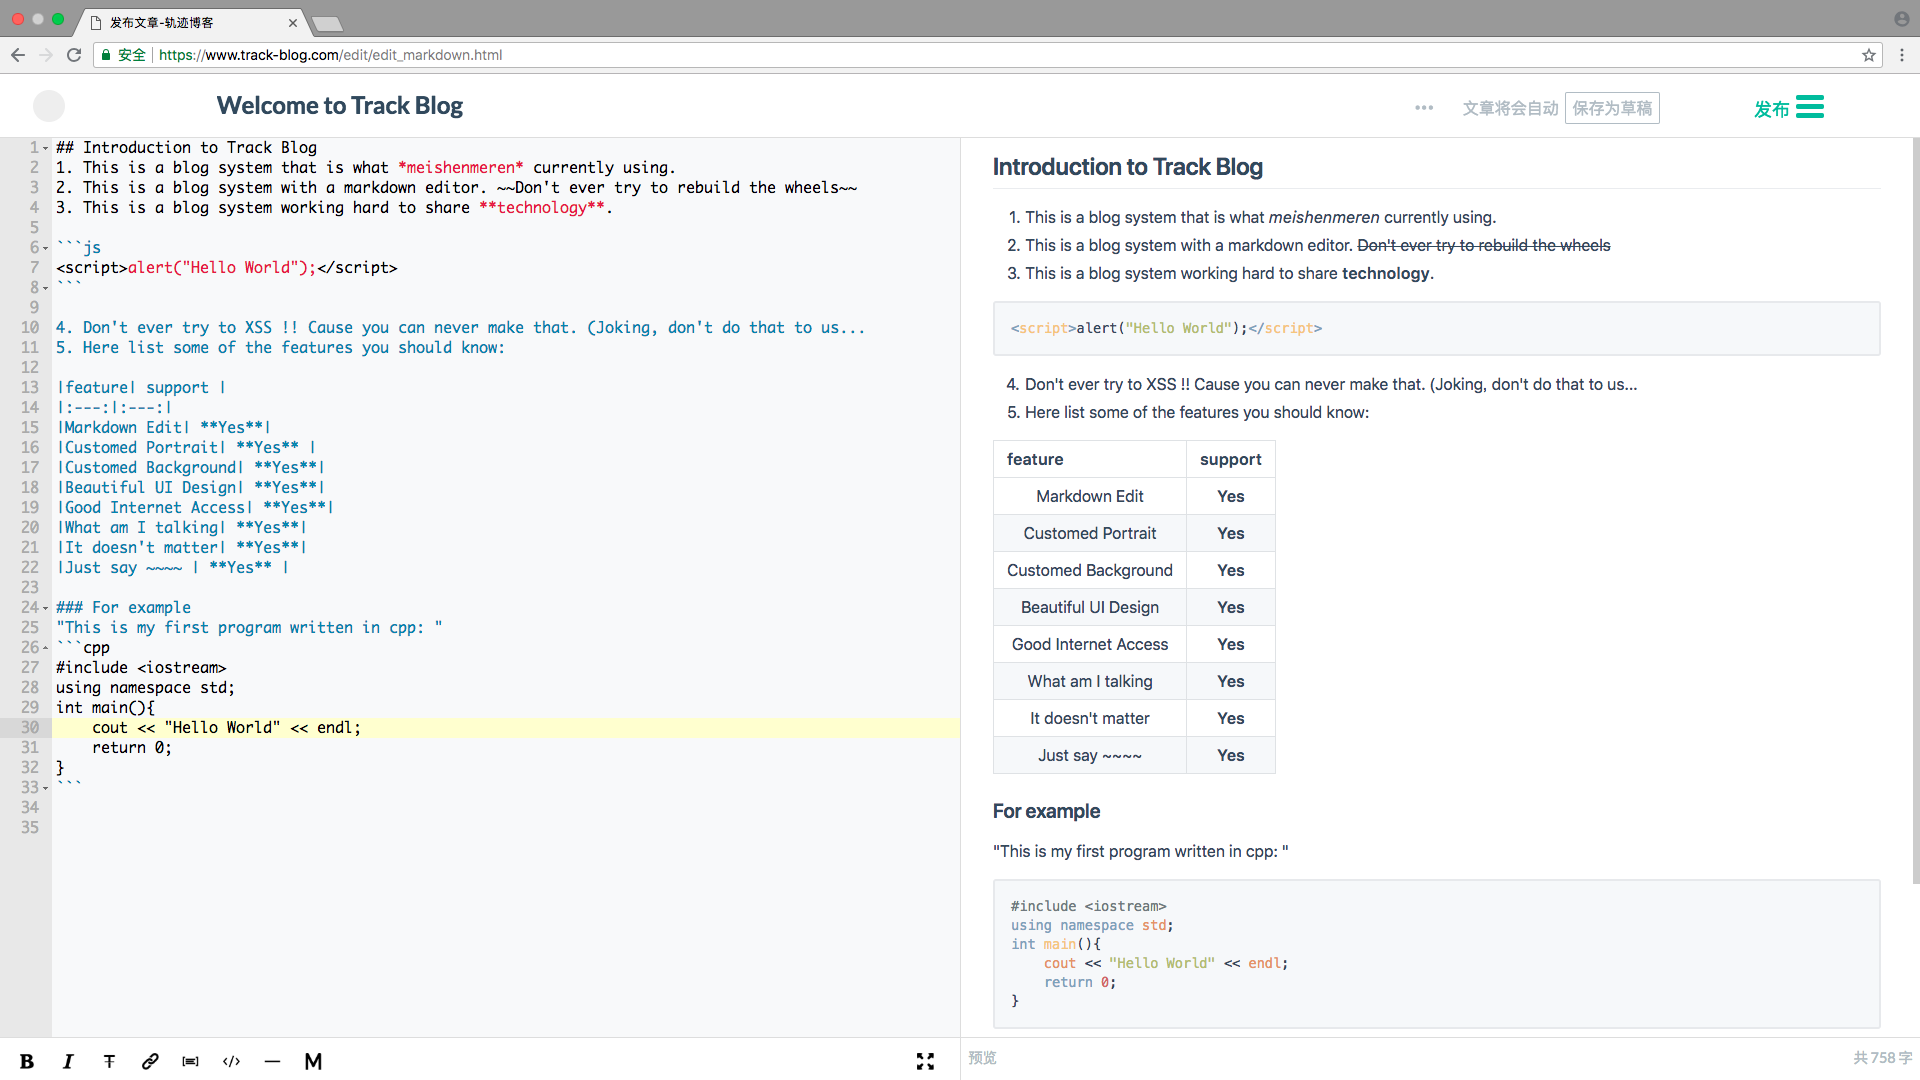 发布文章-轨迹博客
安全 https://www.track-blog.com/edit/edit_markdown.html
Welcome to Track Blog
文章将会自动 保存为草稿
发布
1 ## Introduction to Track Blog
2 1. This is a blog system that is what *meishenmeren* currently using.
3 2. This is a blog system with a markdown editor. ~~Don't ever try to rebuild the wheels~~
4 3. This is a blog system working hard to share **technology**.
5
6 ```js
7 <script>alert("Hello World");</script>
8 ```
9
10 4. Don't ever try to XSS !! Cause you can never make that. (Joking, don't do that to us...
11 5. Here list some of the features you should know:
12
13 |feature| support |
14 |:---:|:---:|
15 |Markdown Edit| **Yes**|
16 |Customed Portrait| **Yes** |
17 |Customed Background| **Yes**|
18 |Beautiful UI Design| **Yes**|
19 |Good Internet Access| **Yes**|
20 |What am I talking| **Yes**|
21 |It doesn't matter| **Yes**|
22 |Just say ~~~~ | **Yes** |
23
24 ### For example
25 "This is my first program written in cpp: "
26 ```cpp
27 #include <iostream>
28 using namespace std;
29 int main(){
30     cout << "Hello World" << endl;
31     return 0;
32 }
33 ```
34
35
Introduction to Track Blog
1. This is a blog system that is what meishenmeren currently using.
2. This is a blog system with a markdown editor. Don't ever try to rebuild the wheels
3. This is a blog system working hard to share technology.
<script>alert("Hello World");</script>
4. Don't ever try to XSS !! Cause you can never make that. (Joking, don't do that to us...
5. Here list some of the features you should know:
feature support
Markdown Edit Yes
Customed Portrait Yes
Customed Background Yes
Beautiful UI Design Yes
Good Internet Access Yes
What am I talking Yes
It doesn't matter Yes
Just say ~~~~ Yes
For example
"This is my first program written in cpp: "
#include <iostream>
using namespace std;
int main(){
    cout << "Hello World" << endl;
    return 0;
}
B I T </> — M
预览
共 758 字